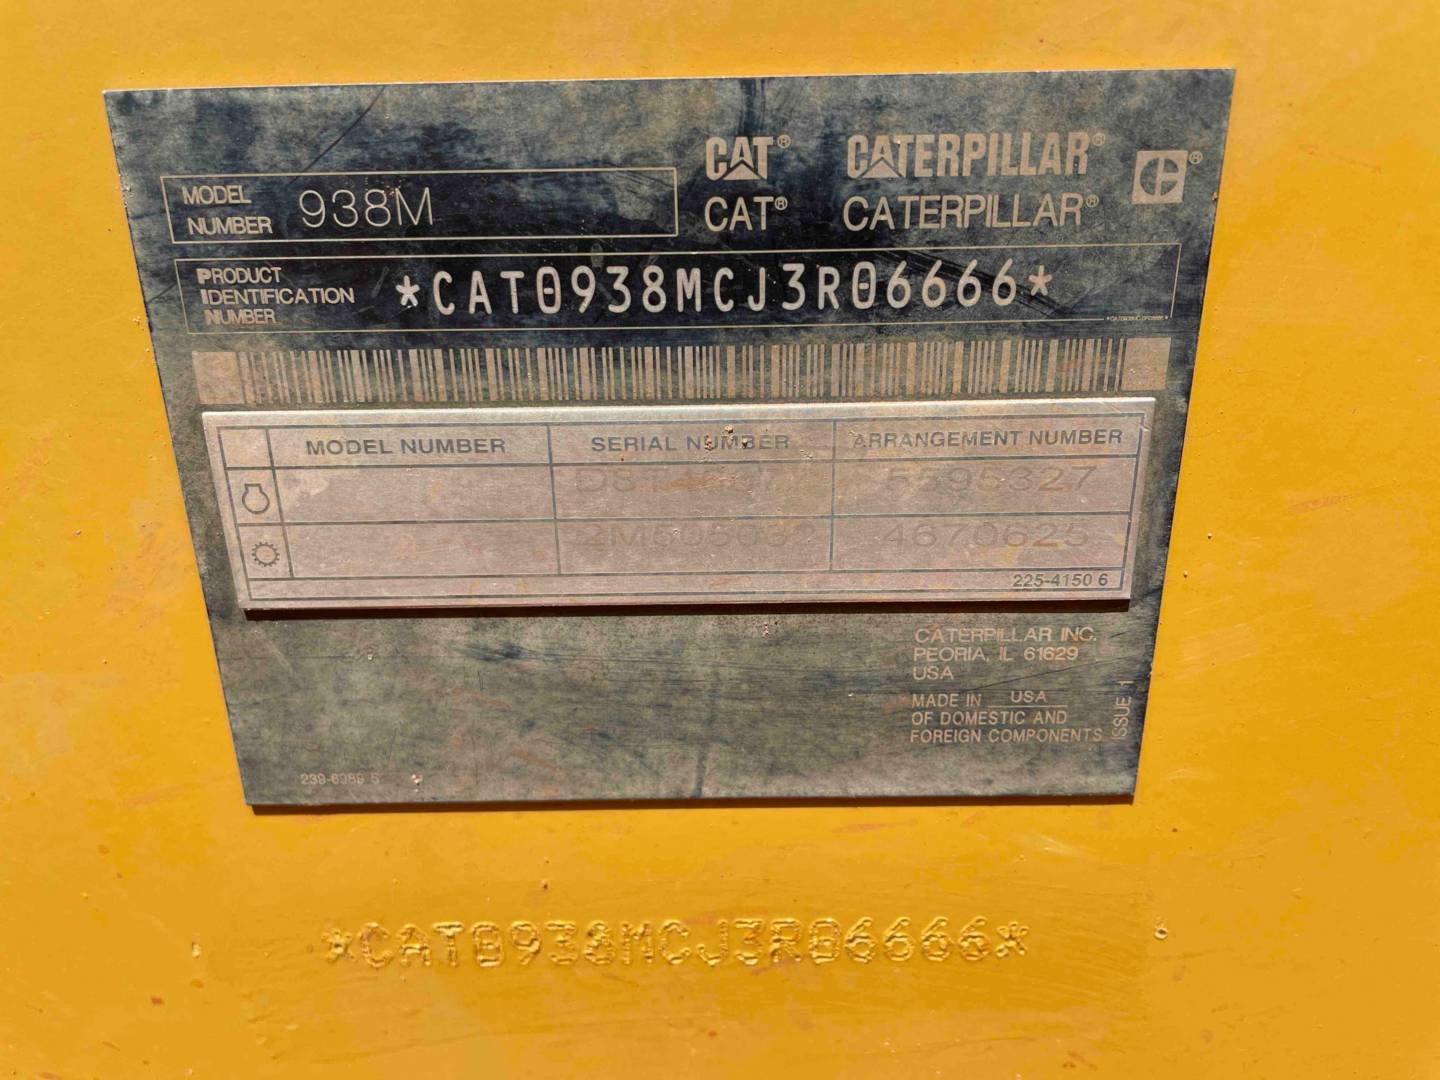 CAT® CATERPILLAR® C®
CAT® CATERPILLAR®
MODEL
NUMBER 938M
PRODUCT
IDENTIFICATION
NUMBER
*CAT0938MCJ3R06666*
MODEL NUMBER SERIAL NUMBER ARRANGEMENT NUMBER
4670625
225-4150 6
CATERPILLAR INC.
PEORIA, IL 61629
USA
MADE IN USA
OF DOMESTIC AND
FOREIGN COMPONENTS
ISSUE 1
*CAT0938MCJ3R06666*